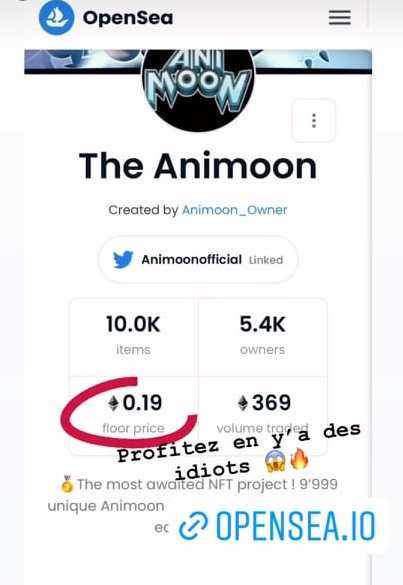 OpenSea
ANI
MOON
The Animoon
Created by Animoon_Owner
Animoonofficial Linked
10.0K
items
5.4K
owners
0.19
floor price
369
volume traded
Profitez en y'a des
idiots 😱🔥
🥇The most awaited NFT project ! 9'999
unique Animoon
ec
OPENSEA.IO